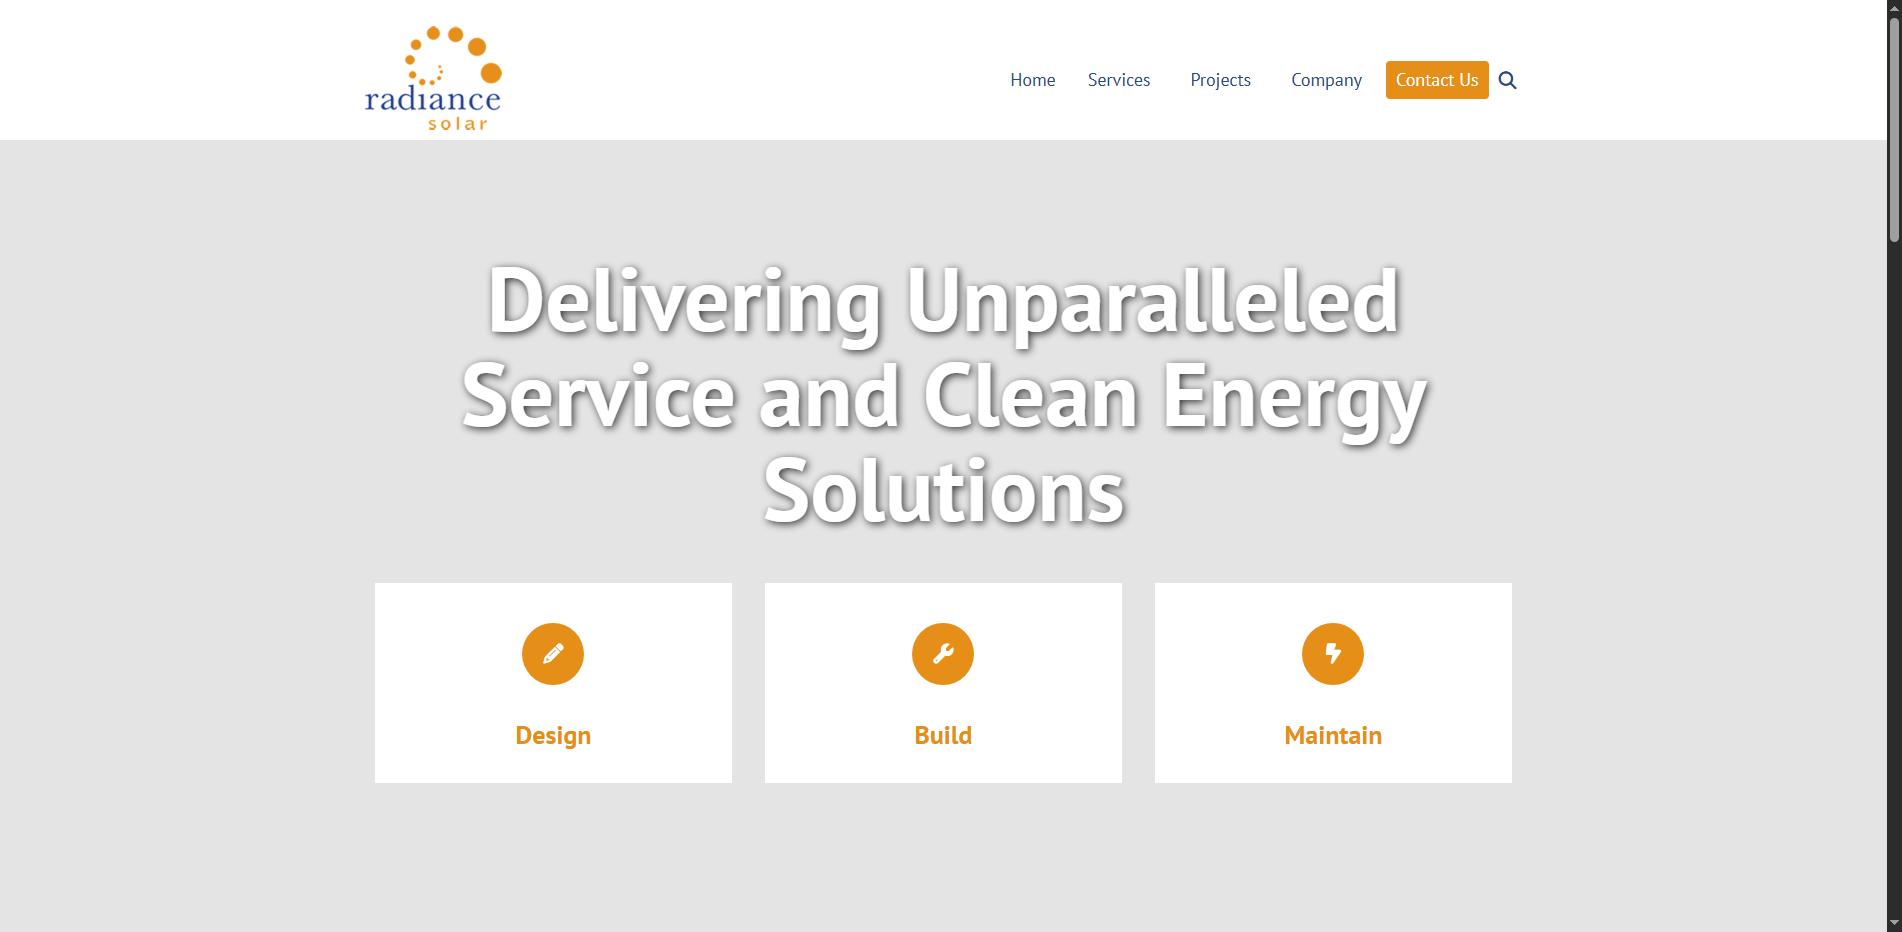 radiance
solar
Home Services Projects Company Contact Us
Delivering Unparalleled
Service and Clean Energy
Solutions
Design Build Maintain